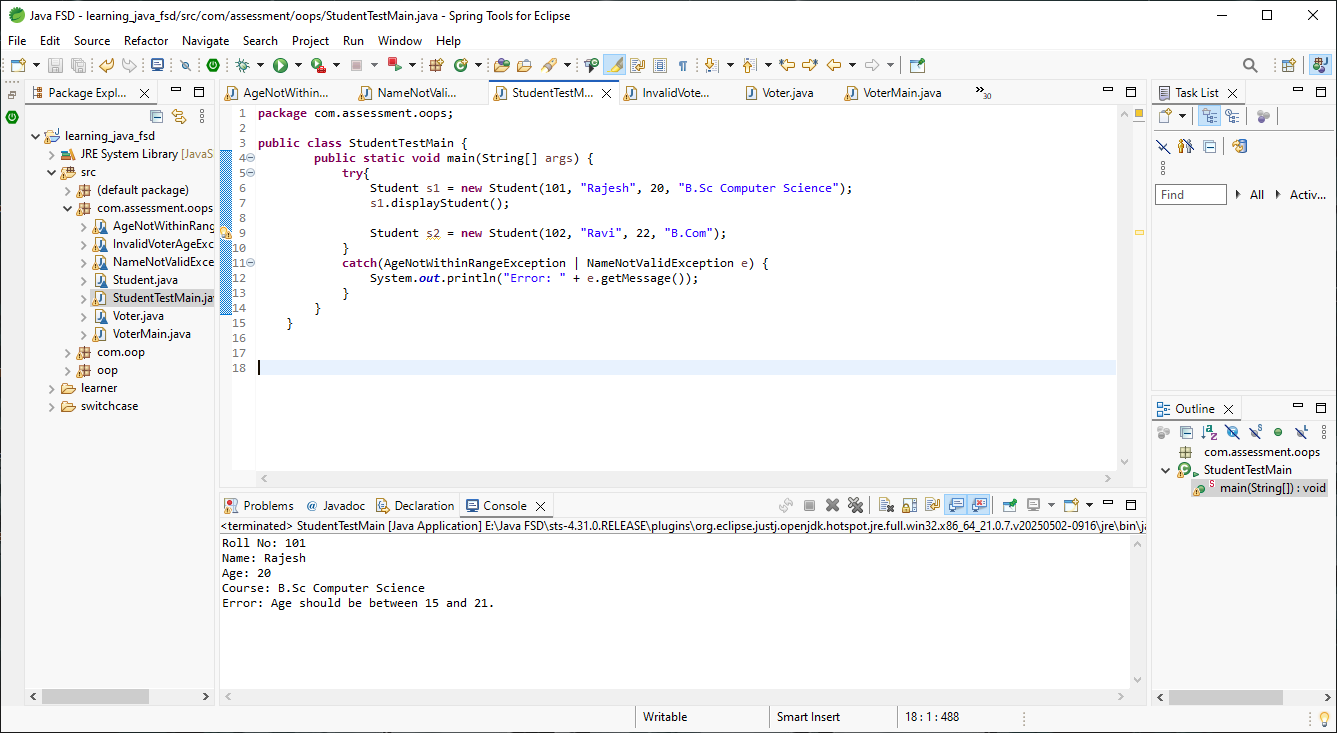 Java FSD - learning_java_fsd/src/com/assessment/oops/StudentTestMain.java - Spring Tools for Eclipse
File Edit Source Refactor Navigate Search Project Run Window Help
Package Expl...
learning_java_fsd
JRE System Library [JavaS
src
(default package)
com.assessment.oops
AgeNotWithinRang
InvalidVoterAgeExc
NameNotValidExce
Student.java
StudentTestMain.ja
Voter.java
VoterMain.java
com.oop
oop
learner
switchcase
AgeNotWithin... NameNotVali... StudentTestM... InvalidVote... Voter.java VoterMain.java 30
1 package com.assessment.oops;
2
3 public class StudentTestMain {
4 public static void main(String[] args) {
5 try{
6 Student s1 = new Student(101, "Rajesh", 20, "B.Sc Computer Science");
7 s1.displayStudent();
8
9 Student s2 = new Student(102, "Ravi", 22, "B.Com");
10 }
11 catch(AgeNotWithinRangeException | NameNotValidException e) {
12 System.out.println("Error: " + e.getMessage());
13 }
14 }
15 }
16
17
18
Task List
Find All Activ...
Outline
com.assessment.oops
StudentTestMain
main(String[]) : void
Problems Javadoc Declaration Console
<terminated> StudentTestMain [Java Application] E:\Java FSD\sts-4.31.0.RELEASE\plugins\org.eclipse.justj.openjdk.hotspot.jre.full.win32.x86_64_21.0.7.v20250502-0916\jre\bin\ja
Roll No: 101
Name: Rajesh
Age: 20
Course: B.Sc Computer Science
Error: Age should be between 15 and 21.
Writable Smart Insert 18 : 1 : 488